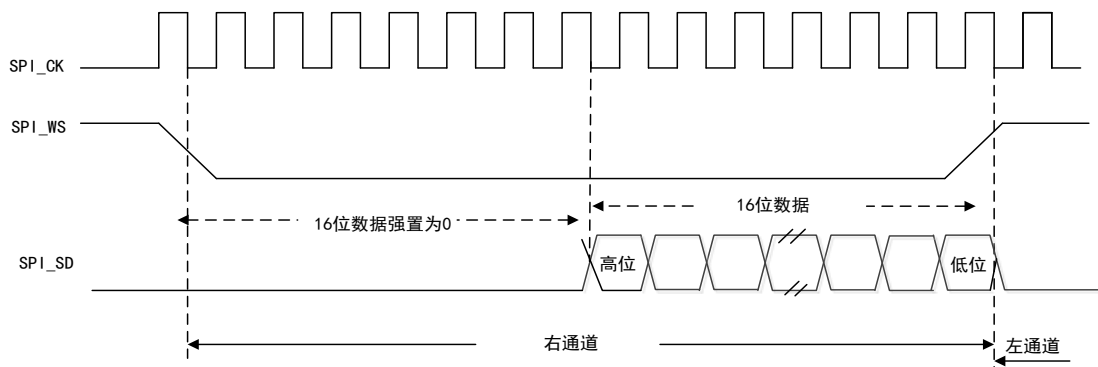 SPI_CK
SPI_WS
16位数据强置为0
16位数据
SPI_SD
高位
低位
右通道
左通道